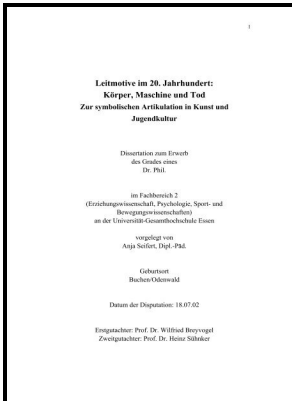 1
Leitmotive im 20. Jahrhundert:
Körper, Maschine und Tod
Zur symbolischen Artikulation in Kunst und
Jugendkultur
Dissertation zum Erwerb
des Grades eines
Dr. Phil.
im Fachbereich 2
(Erziehungswissenschaft, Psychologie, Sport- und
Bewegungswissenschaften)
an der Universität-Gesamthochschule Essen
vorgelegt von
Anja Seifert, Dipl.-Päd.
Geburtsort
Buchen/Odenwald
Datum der Disputation: 18.07.02
Erstgutachter: Prof. Dr. Wilfried Breyvogel
Zweitgutachter: Prof. Dr. Heinz Sühnker